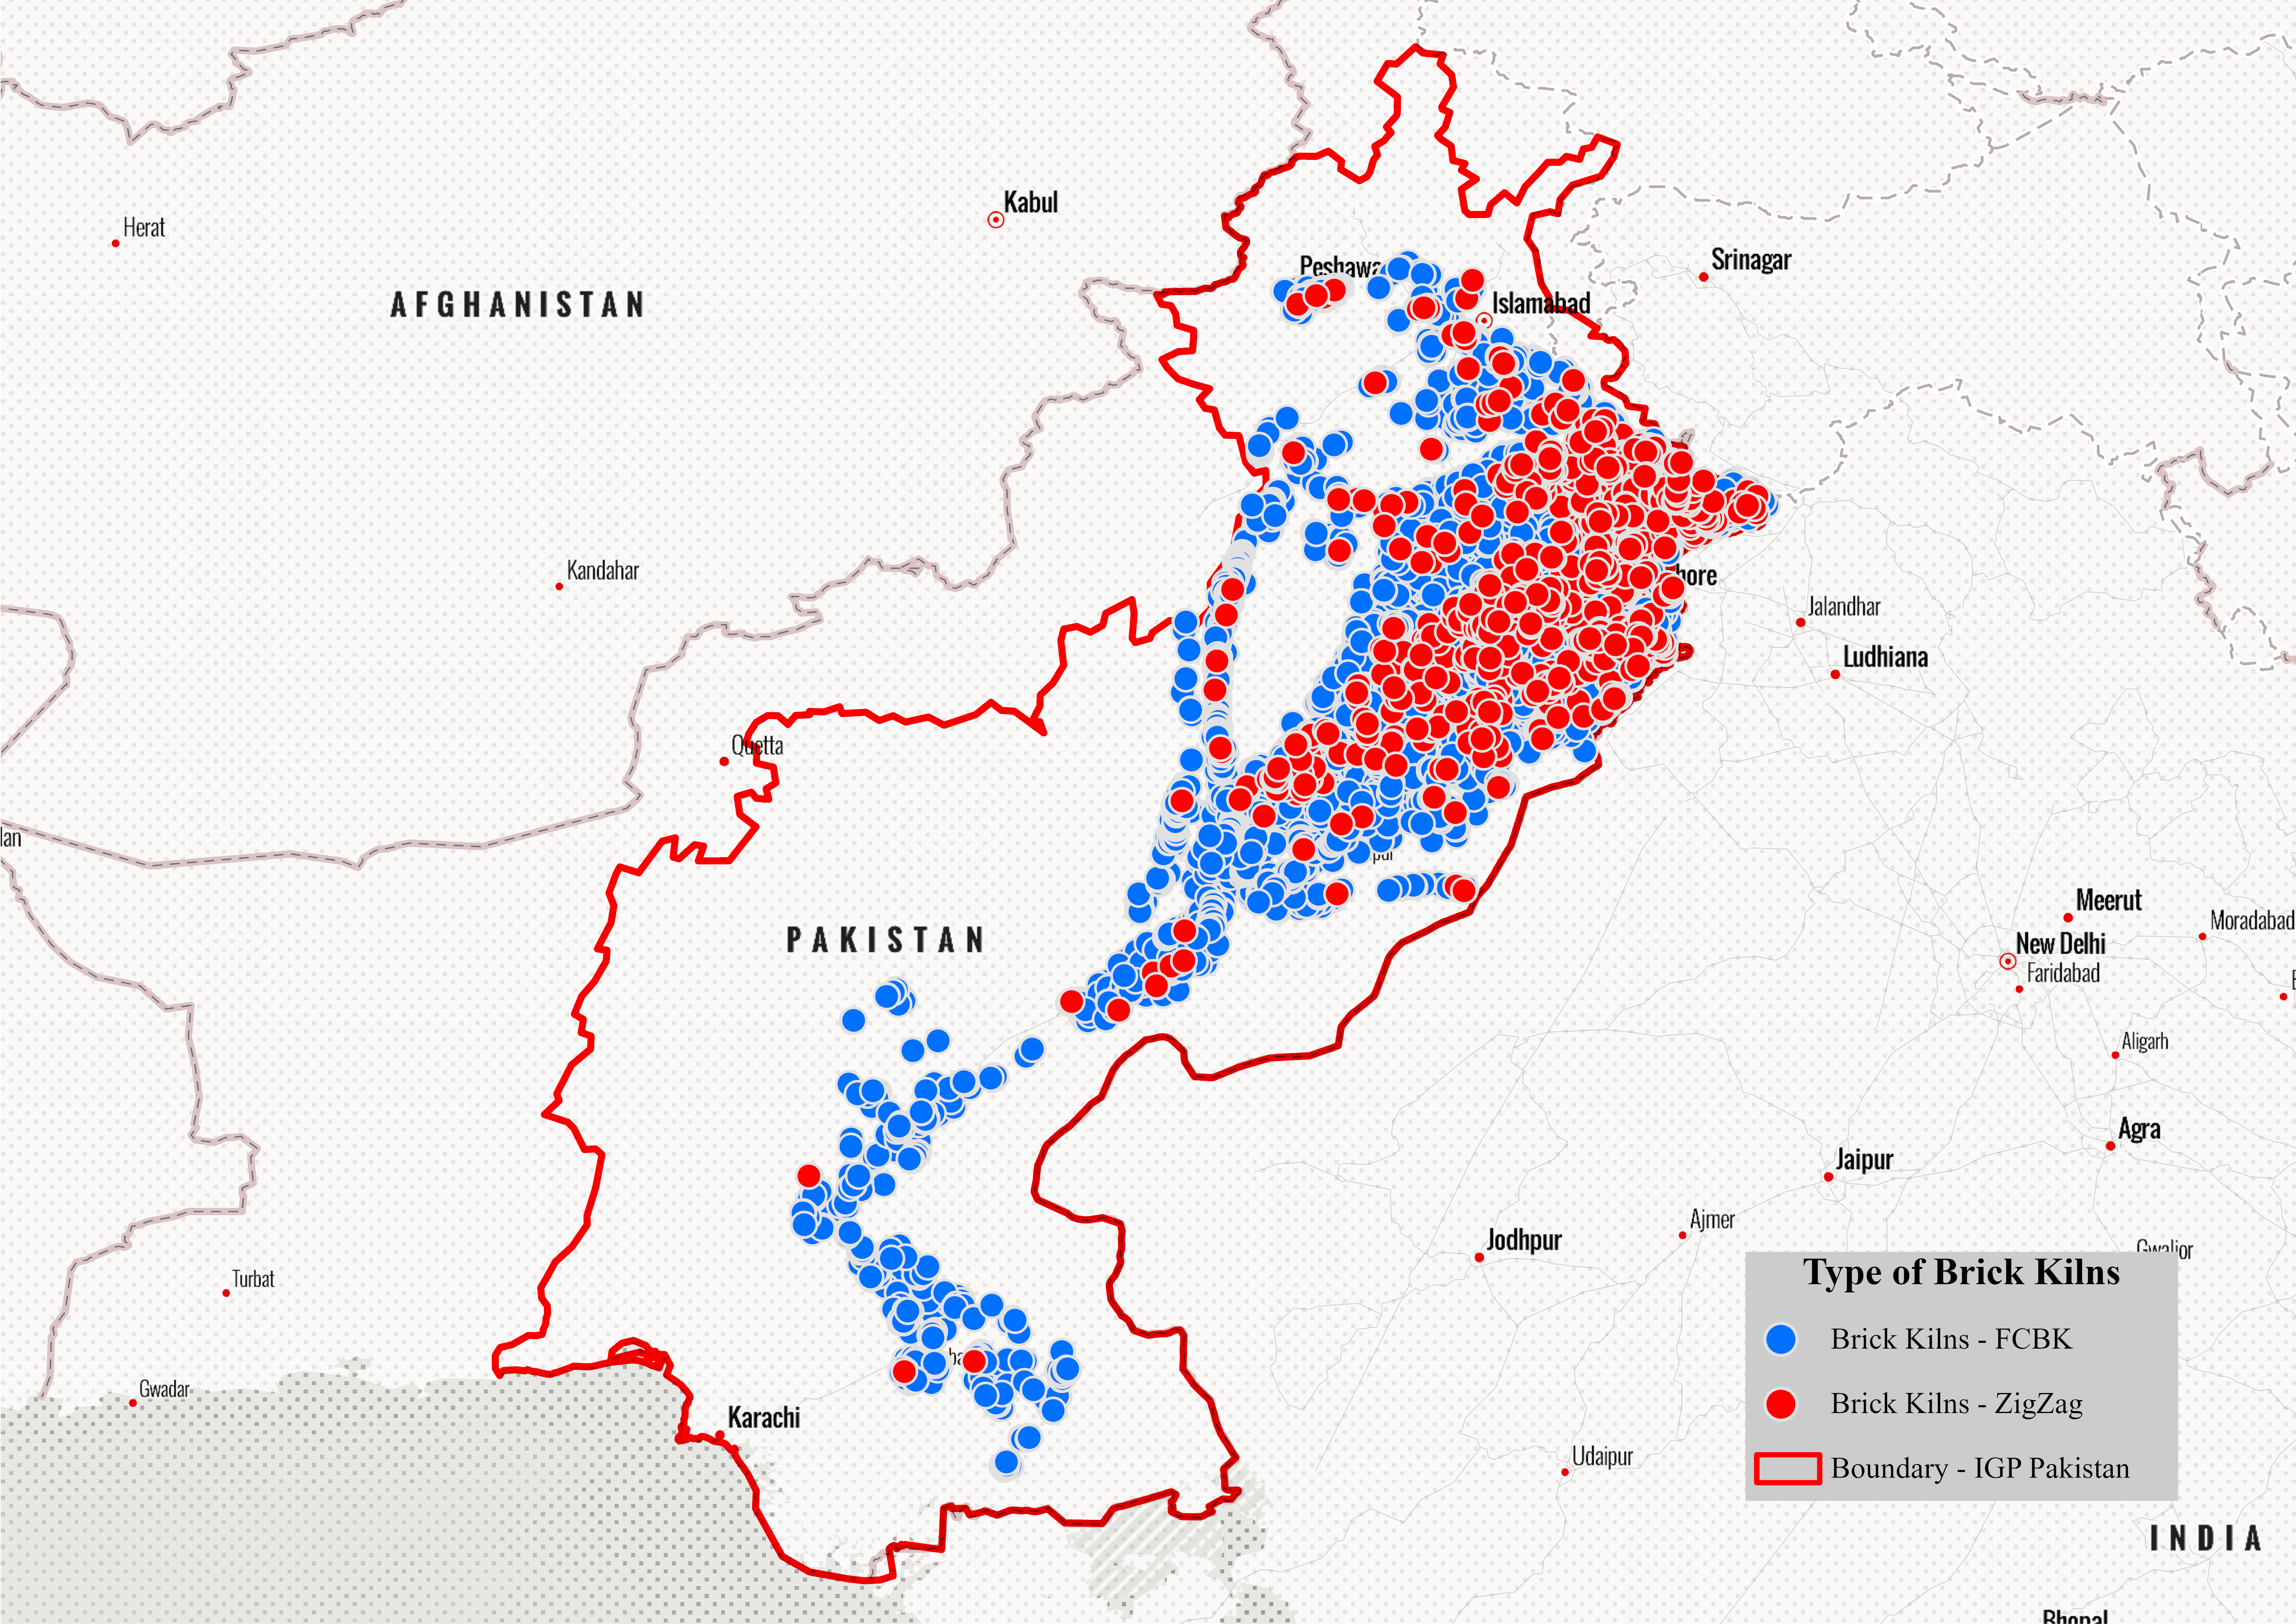 Kabul
Herat
Srinagar
Peshawa
Islamabad
AFGHANISTAN
Kandahar
hore
Jalandhar
Ludhiana
Quetta
lan
pur
Meerut
Moradabad
PAKISTAN
New Delhi
Faridabad
Aligarh
Agra
Jaipur
Ajmer
Jodhpur
Gwalior
Turbat
Type of Brick Kilns
Brick Kilns - FCBK
ba
Gwadar
Brick Kilns - ZigZag
Karachi
Udaipur
Boundary - IGP Pakistan
INDIA
Bhopal